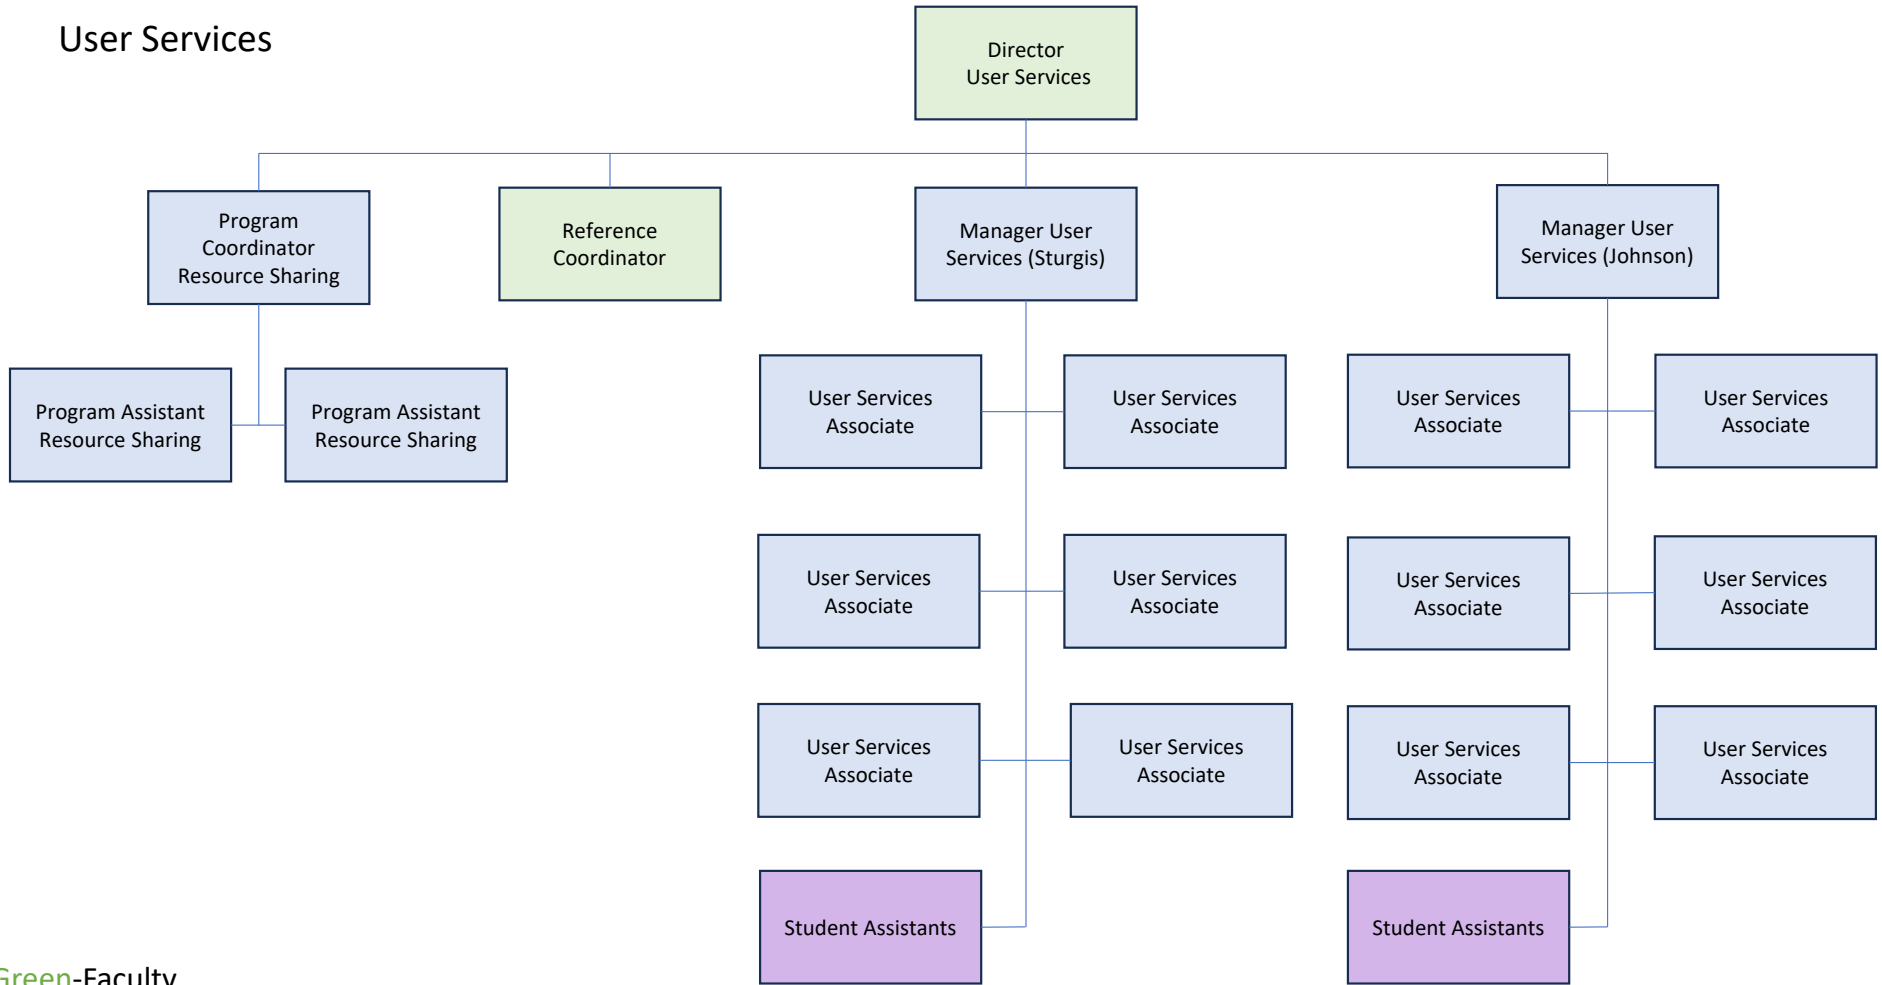 User Services
Director
User Services
Program
Coordinator
Resource Sharing
Reference
Coordinator
Manager User
Services (Sturgis)
Manager User
Services (Johnson)
Program Assistant
Resource Sharing
Program Assistant
Resource Sharing
User Services
Associate
User Services
Associate
User Services
Associate
User Services
Associate
User Services
Associate
User Services
Associate
User Services
Associate
User Services
Associate
User Services
Associate
User Services
Associate
User Services
Associate
User Services
Associate
Student Assistants
Student Assistants
Green-Faculty